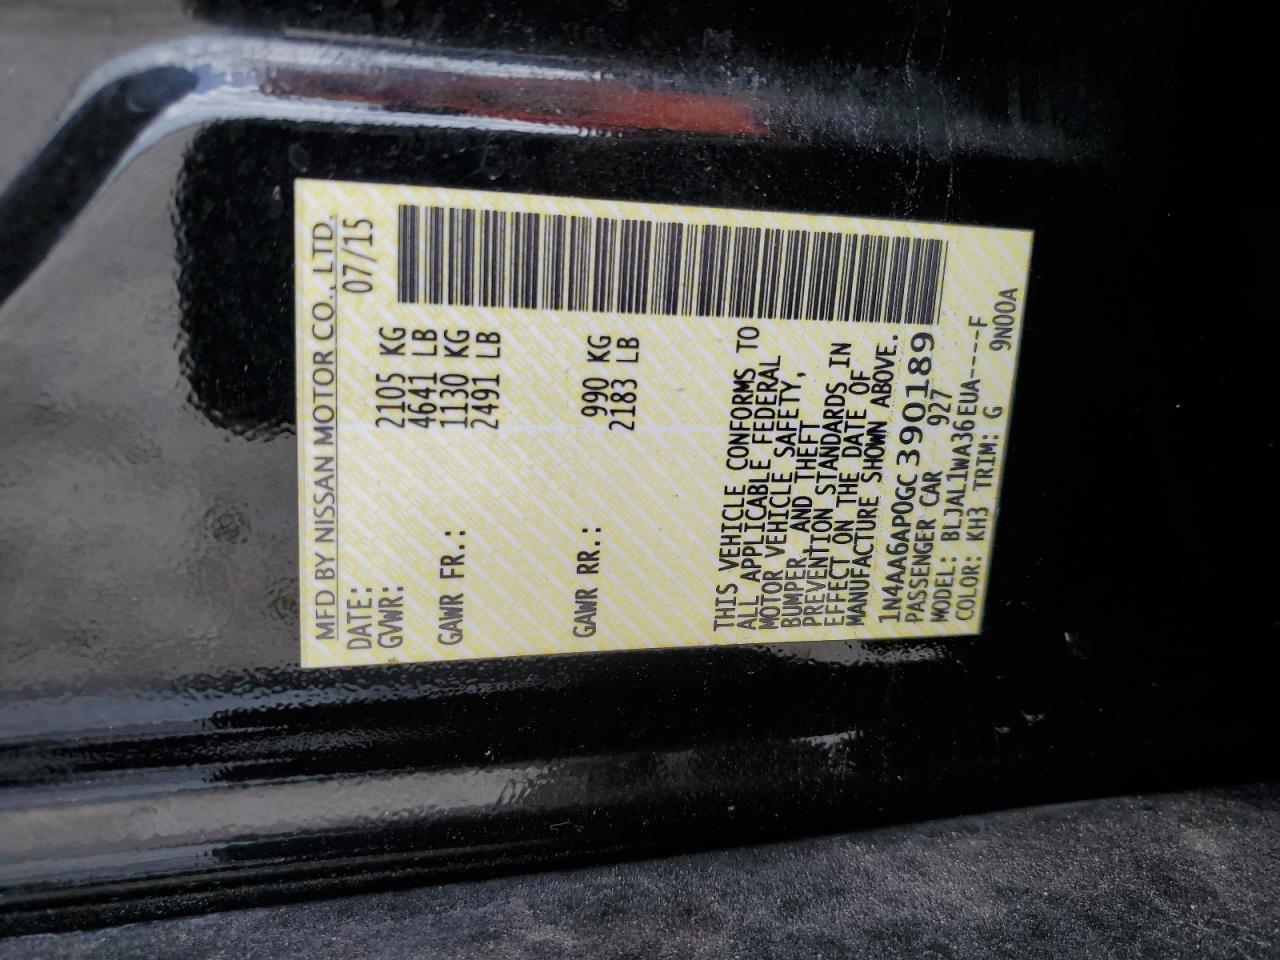 MFD BY NISSAN MOTOR CO., LTD.
DATE: 07/15
GVWR: 2105 KG
4641 LB
GAWR FR.: 1130 KG
2491 LB
GAWR RR.: 990 KG
2183 LB
THIS VEHICLE CONFORMS TO
ALL APPLICABLE FEDERAL
MOTOR VEHICLE SAFETY,
BUMPER, AND THEFT
PREVENTION STANDARDS IN
EFFECT ON THE DATE OF
MANUFACTURE SHOWN ABOVE.
1N4AA6AP0GC390189
PASSENGER CAR 927
MODEL: BLJAL1WA36EUA-----F
COLOR: KH3 TRIM: G 9N00A